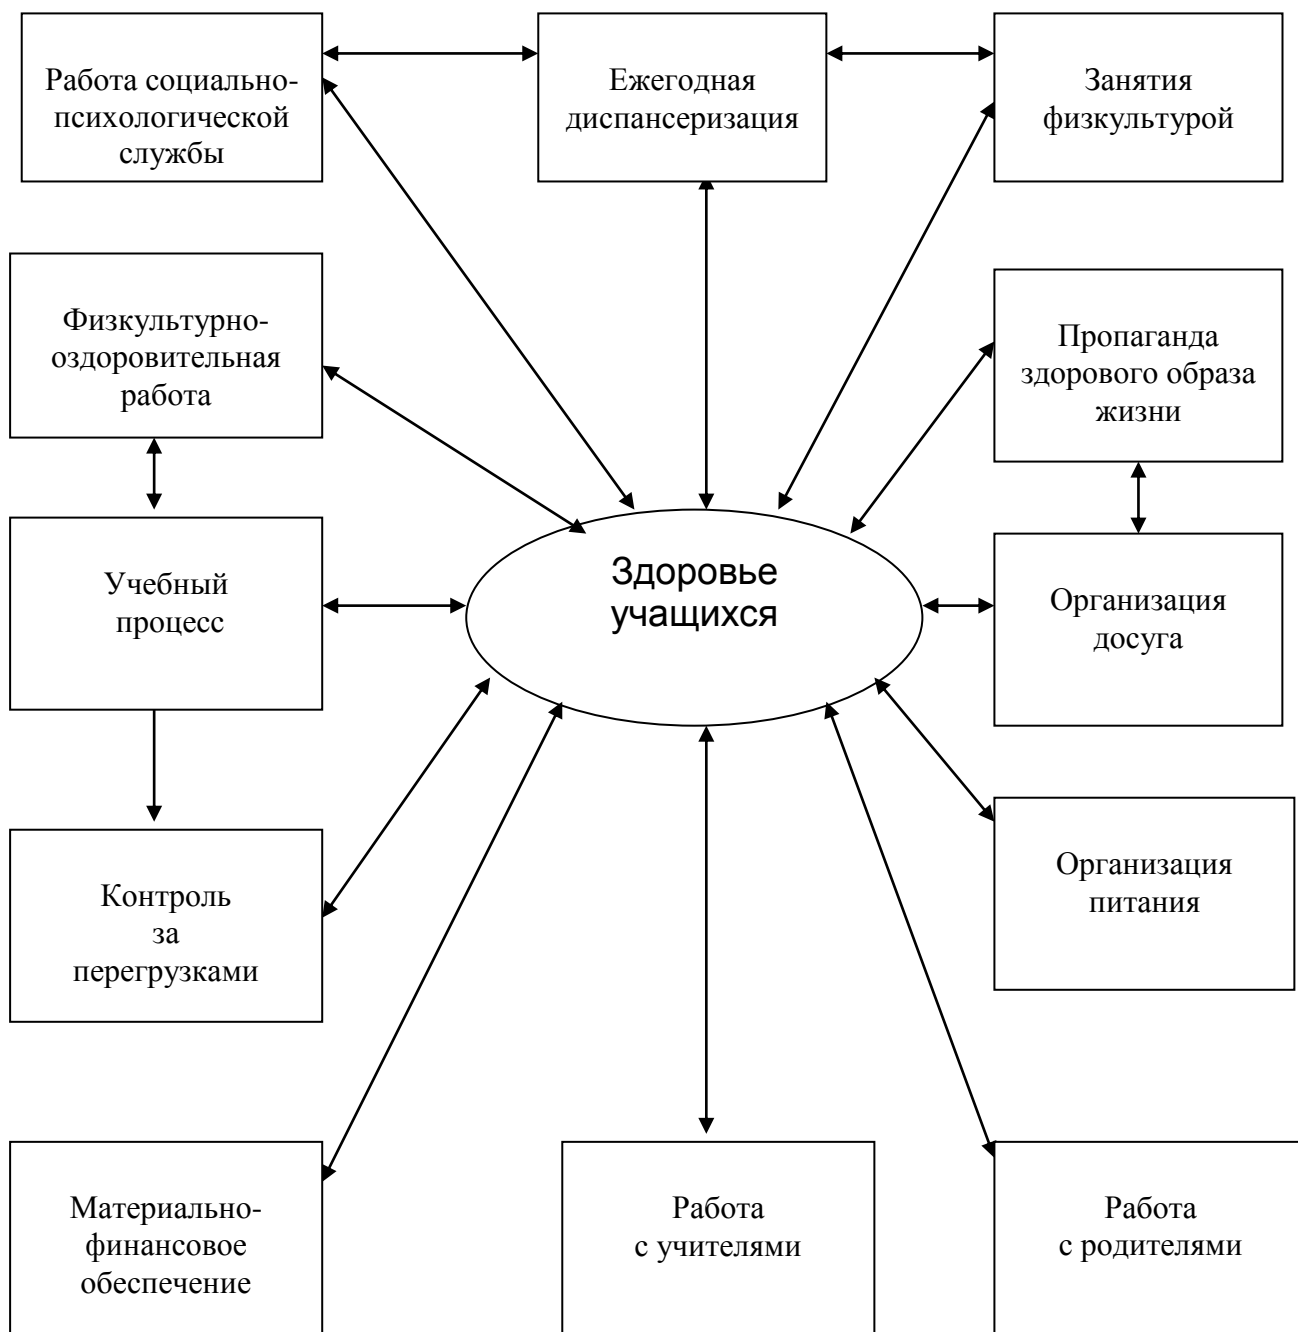 Работа социально-
психологической
службы
Ежегодная
диспансеризация
Занятия
физкультурой
Физкультурно-
оздоровительная
работа
Пропаганда
здорового образа
жизни
Учебный
процесс
Здоровье
учащихся
Организация
досуга
Контроль
за
перегрузками
Организация
питания
Материально-
финансовое
обеспечение
Работа
с учителями
Работа
с родителями